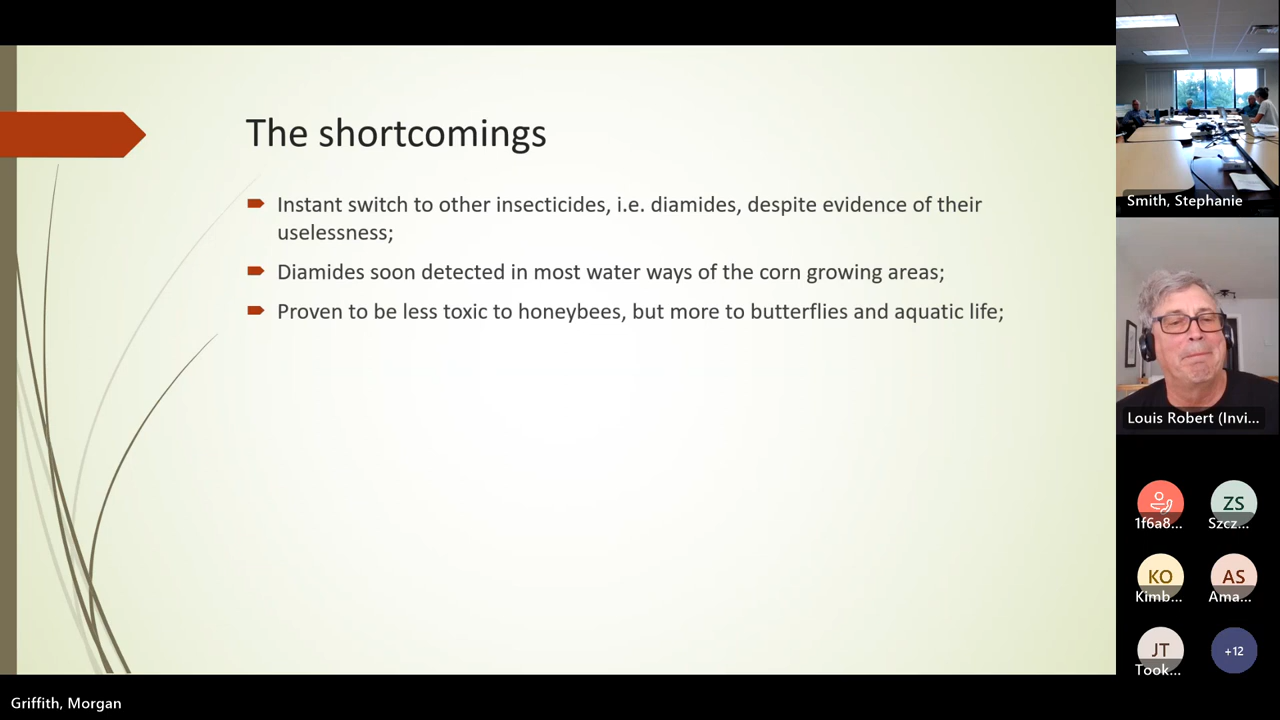 The shortcomings
Instant switch to other insecticides, i.e. diamides, despite evidence of their
uselessness;
Diamides soon detected in most water ways of the corn growing areas;
Proven to be less toxic to honeybees, but more to butterflies and aquatic life;
Smith, Stephanie
Louis Robert (Invi...
1f6a8...
ZS
Szcz...
KO
Kimb...
AS
Ama...
JT
Took...
+12
Griffith, Morgan